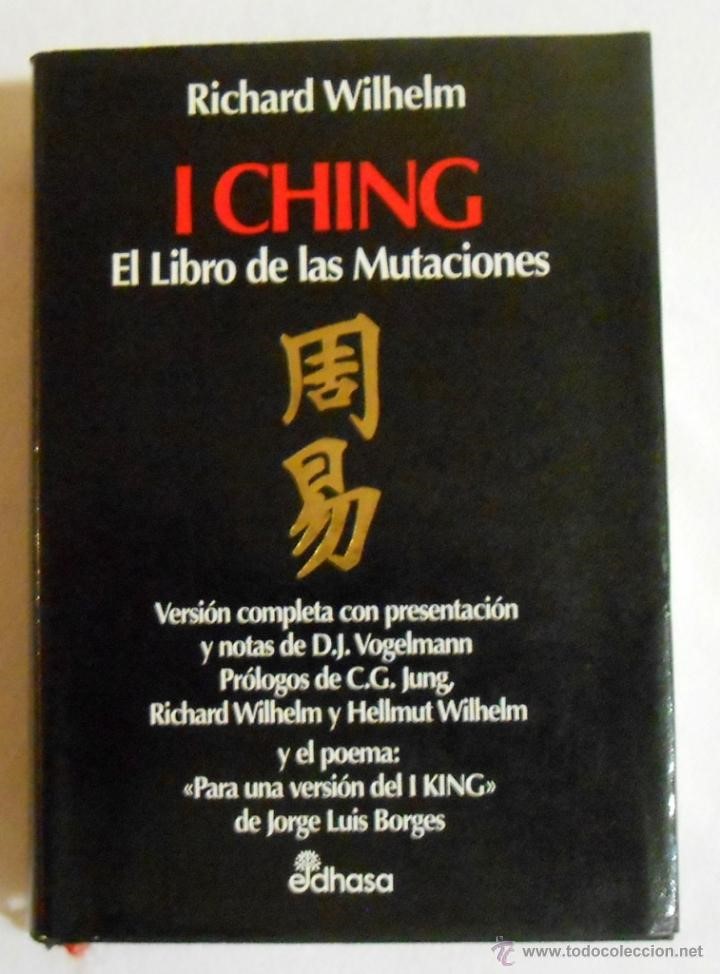 Richard Wilhelm
I CHING
El Libro de las Mutaciones
周
易
Versión completa con presentación
y notas de D.J. Vogelmann
Prólogos de C.G. Jung,
Richard Wilhelm y Hellmut Wilhelm
y el poema:
«Para una versión del I KING»
de Jorge Luis Borges
edhasa
www.todocoleccion.net